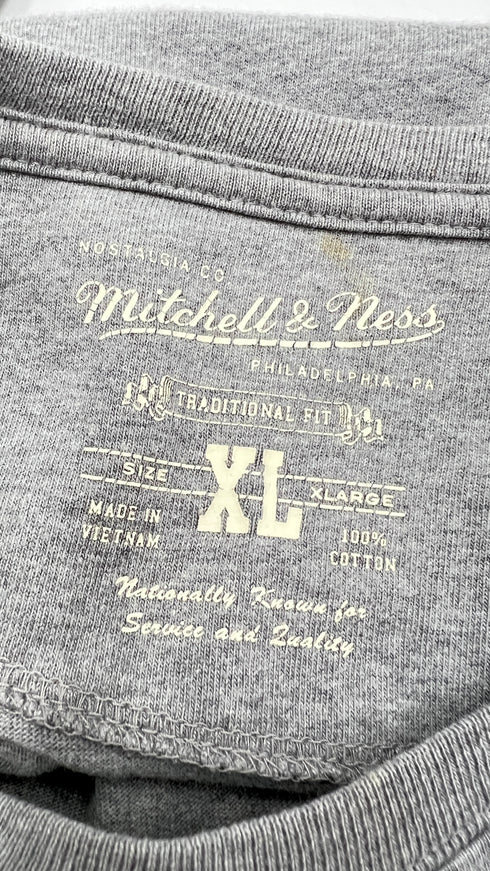 NOSTALGIA CO.
Mitchell & Ness
PHILADELPHIA, PA
TRADITIONAL FIT
SIZE XL XLARGE
MADE IN VIETNAM
100% COTTON
Nationally Known for
Service and Quality